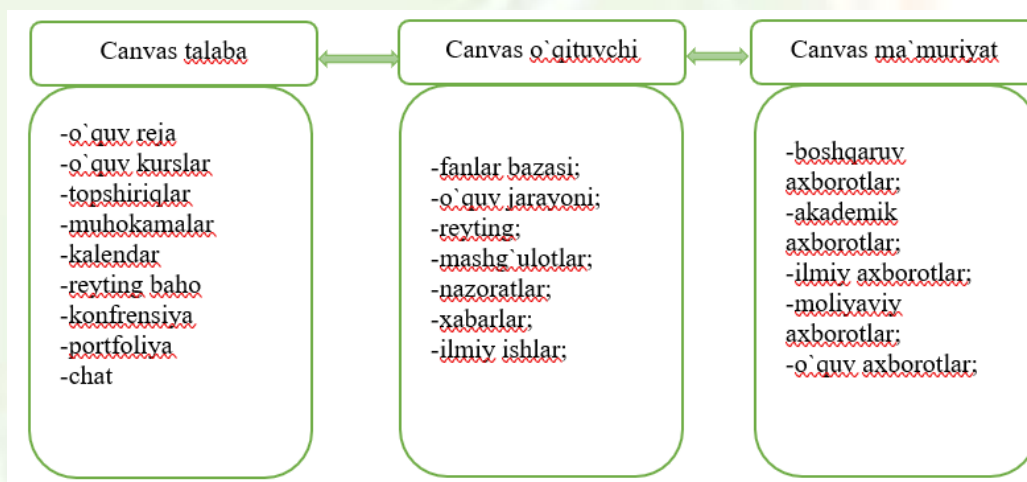 Canvas talaba
Canvas o`qituvchi
Canvas ma`muriyat
-o`quv reja
-o`quv kurslar
-topshiriqlar
-muhokamalar
-kalendar
-reyting baho
-konfrensiya
-portfoliya
-chat
-fanlar bazasi;
-o`quv jarayoni;
-reyting;
-mashg`ulotlar;
-nazoratlar;
-xabarlar;
-ilmiy ishlar;
-boshqaruv
axborotlar;
-akademik
axborotlar;
-ilmiy axborotlar;
-moliyaviy
axborotlar;
-o`quv axborotlar;